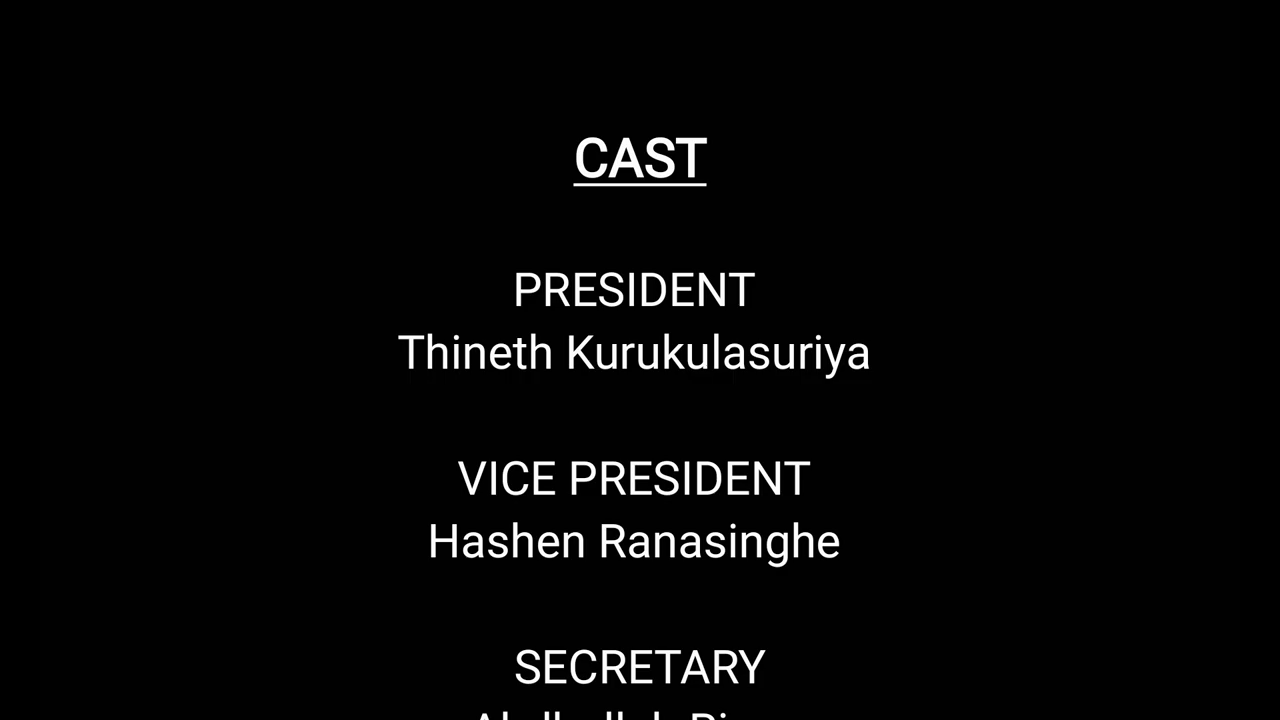 CAST
PRESIDENT
Thineth Kurukulasuriya
VICE PRESIDENT
Hashen Ranasinghe
SECRETARY